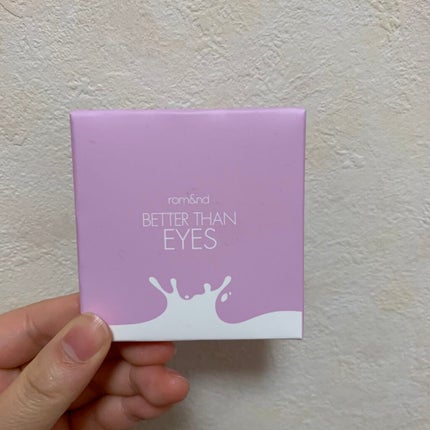 rom&nd
BETTER THAN
EYES